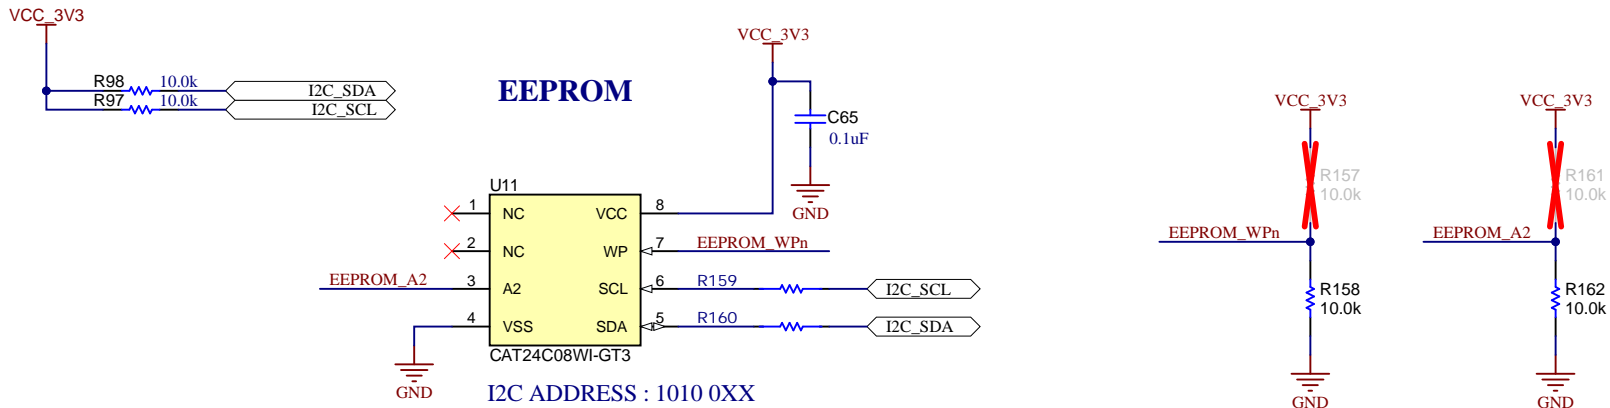 VCC_3V3
R98 10.0k I2C_SDA
R97 10.0k I2C_SCL
EEPROM
VCC_3V3
C65
0.1uF
GND
U11
1 NC VCC 8
2 NC WP 7 EEPROM_WPn
EEPROM_A2 3 A2 SCL 6 R159 I2C_SCL
4 VSS SDA 5 R160 I2C_SDA
CAT24C08WI-GT3
GND
I2C ADDRESS : 1010 0XX
VCC_3V3
R157
10.0k
EEPROM_WPn
R158
10.0k
GND
VCC_3V3
R161
10.0k
EEPROM_A2
R162
10.0k
GND